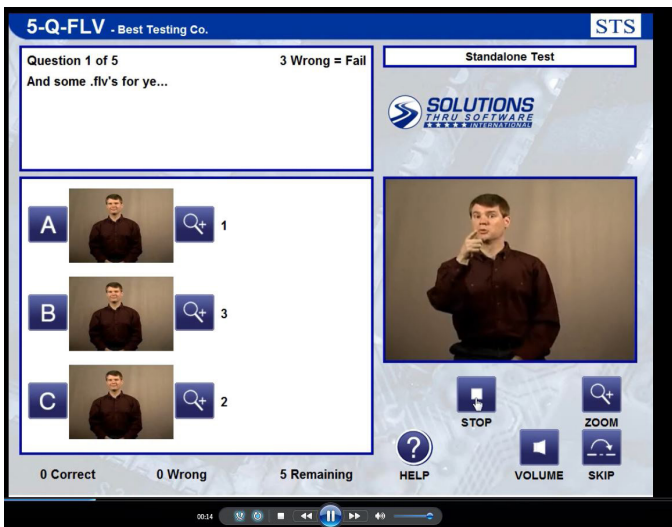 5-Q-FLV - Best Testing Co.
STS
Question 1 of 5
3 Wrong = Fail
And some .flv's for ye...
Standalone Test
SOLUTIONS
THRU SOFTWARE
INTERNATIONAL
A
1
B
3
C
2
STOP
ZOOM
HELP
VOLUME
SKIP
0 Correct
0 Wrong
5 Remaining
00:14